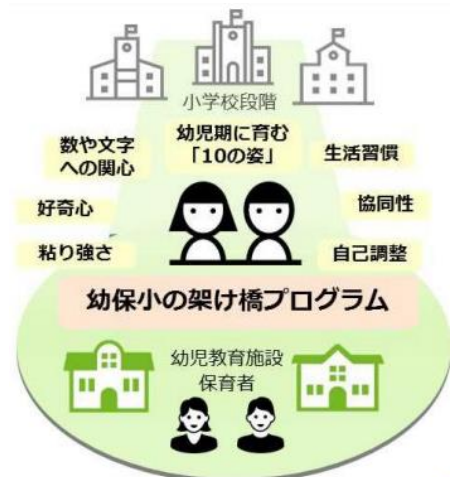 小学校段階
幼児期に育む
「10の姿」
数や文字
への関心
生活習慣
好奇心
協同性
粘り強さ
自己調整
幼保小の架け橋プログラム
幼児教育施設
保育者